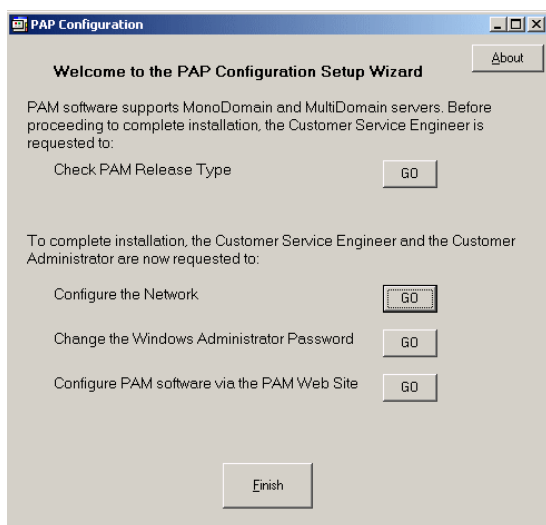 PAP Configuration
About
Welcome to the PAP Configuration Setup Wizard
PAM software supports MonoDomain and MultiDomain servers. Before
proceeding to complete installation, the Customer Service Engineer is
requested to:
Check PAM Release Type
GO
To complete installation, the Customer Service Engineer and the Customer
Administrator are now requested to:
Configure the Network
GO
Change the Windows Administrator Password
GO
Configure PAM software via the PAM Web Site
GO
Finish